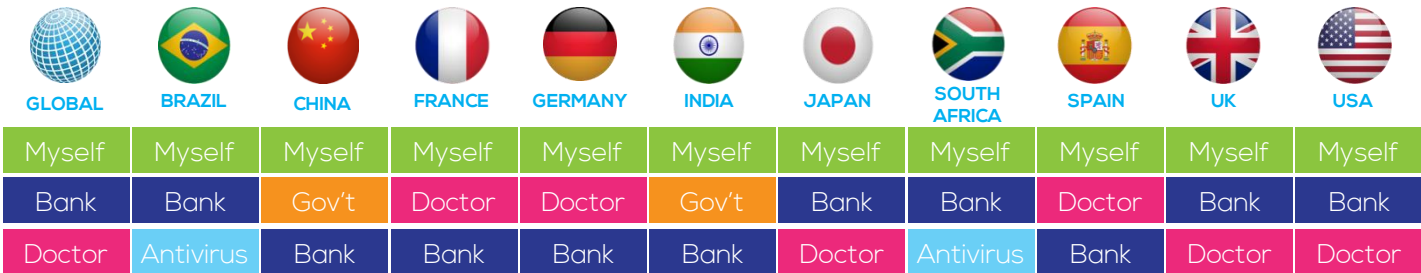 GLOBAL BRAZIL CHINA FRANCE GERMANY INDIA JAPAN SOUTH AFRICA SPAIN UK USA
Myself Myself Myself Myself Myself Myself Myself Myself Myself Myself Myself
Bank Bank Gov't Doctor Doctor Gov't Bank Bank Doctor Bank Bank
Doctor Antivirus Bank Bank Bank Bank Doctor Antivirus Bank Doctor Doctor